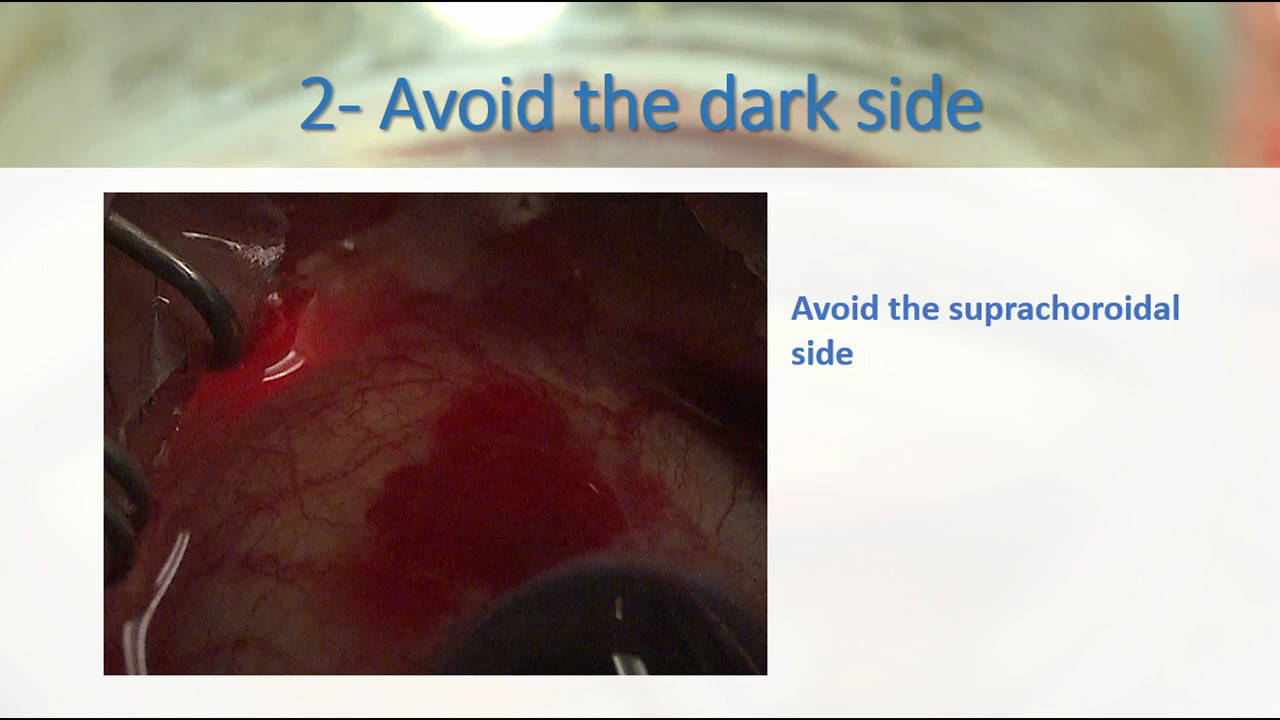 2- Avoid the dark side
Avoid the suprachoroidal
side